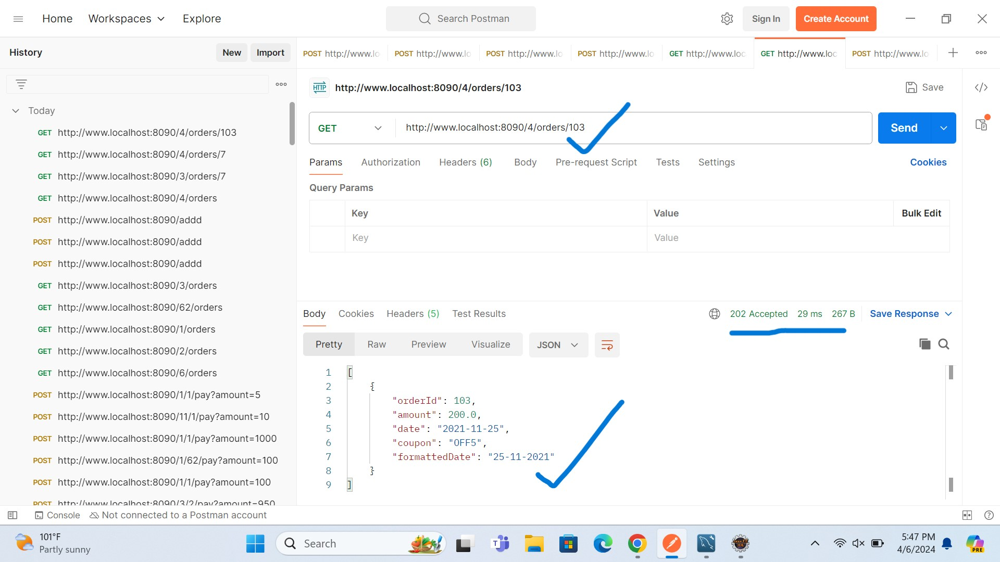 Home
Workspaces
Explore
Search Postman
Sign In
Create Account
History
New
Import
POST http://www.lo
POST http://www.lo
POST http://www.lo
POST http://www.lo
GET http://www.loc
GET http://www.loc
POST http://www.lo
Today
GET http://www.localhost:8090/4/orders/103
GET http://www.localhost:8090/4/orders/7
GET http://www.localhost:8090/3/orders/7
GET http://www.localhost:8090/4/orders
POST http://www.localhost:8090/addd
POST http://www.localhost:8090/addd
POST http://www.localhost:8090/addd
GET http://www.localhost:8090/3/orders
GET http://www.localhost:8090/62/orders
GET http://www.localhost:8090/1/orders
GET http://www.localhost:8090/2/orders
GET http://www.localhost:8090/6/orders
POST http://www.localhost:8090/1/1/pay?amount=5
POST http://www.localhost:8090/11/1/pay?amount=10
POST http://www.localhost:8090/1/1/pay?amount=1000
POST http://www.localhost:8090/1/62/pay?amount=100
POST http://www.localhost:8090/1/1/pay?amount=100
POST http://www.localhost:8090/3/2/pay?amount=950
HTTP
http://www.localhost:8090/4/orders/103
Save
GET
http://www.localhost:8090/4/orders/103
Send
Params
Authorization
Headers (6)
Body
Pre-request Script
Tests
Settings
Cookies
Query Params
Key
Value
Bulk Edit
Key
Value
Body
Cookies
Headers (5)
Test Results
202 Accepted
29 ms
267 B
Save Response
Pretty
Raw
Preview
Visualize
JSON
1 [
2 {
3 "orderId": 103,
4 "amount": 200.0,
5 "date": "2021-11-25",
6 "coupon": "OFF5",
7 "formattedDate": "25-11-2021"
8 }
9 ]
Console
Not connected to a Postman account
101°F
Partly sunny
Search
T
Java EE
IDE
5:47 PM
4/6/2024
PRE